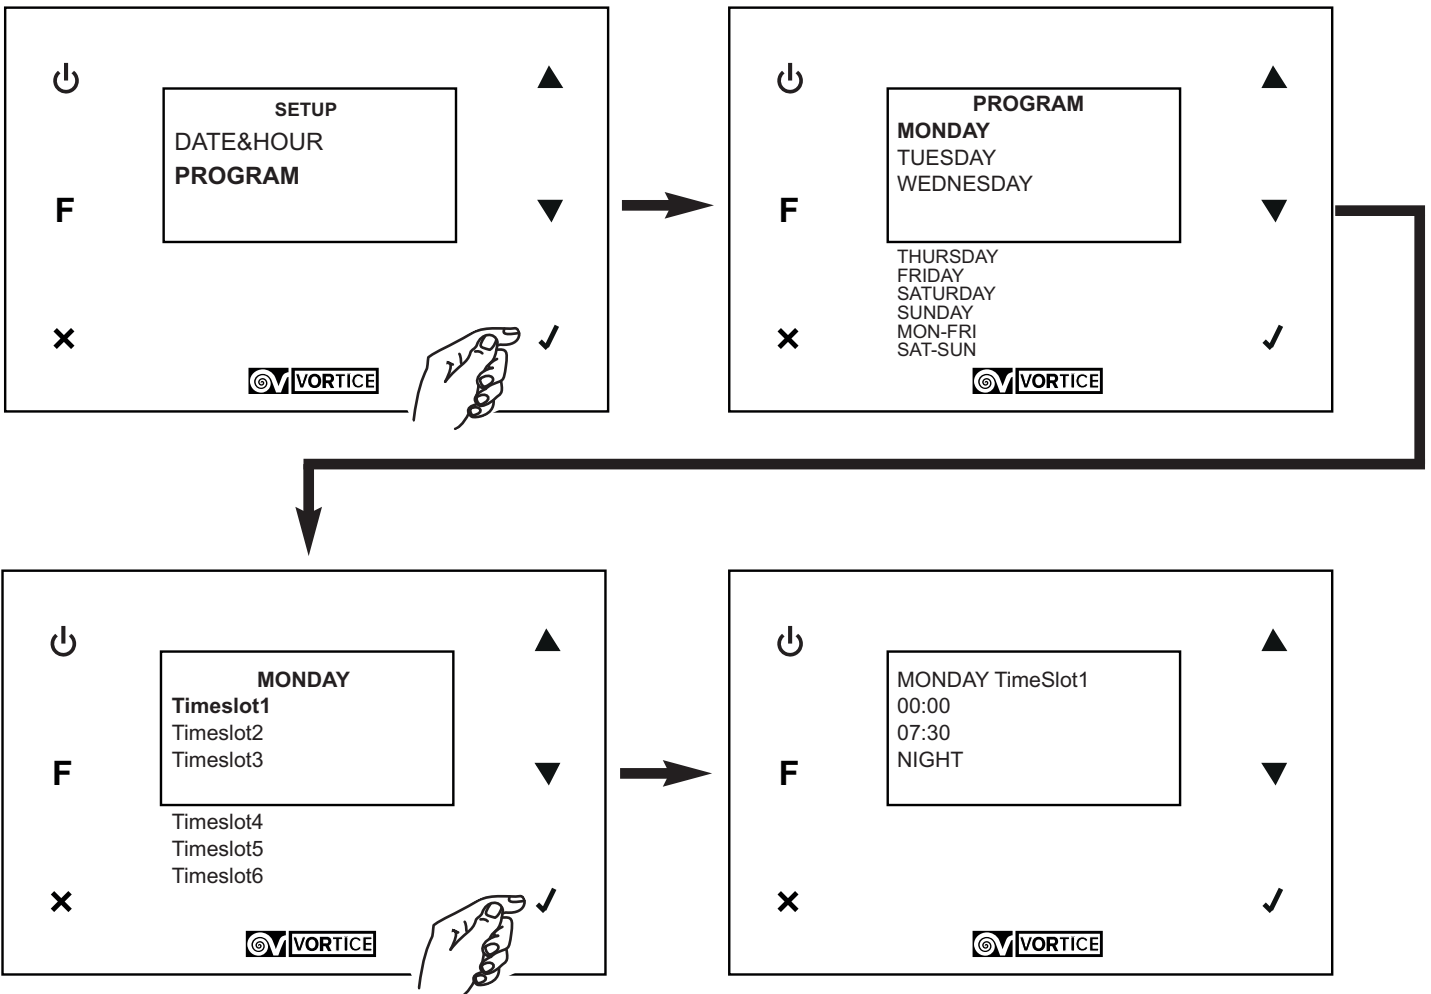 SETUP
DATE&HOUR
PROGRAM
F
VORTICE
PROGRAM
MONDAY
TUESDAY
WEDNESDAY
F
THURSDAY
FRIDAY
SATURDAY
SUNDAY
MON-FRI
SAT-SUN
VORTICE
MONDAY
Timeslot1
Timeslot2
Timeslot3
F
Timeslot4
Timeslot5
Timeslot6
VORTICE
MONDAY TimeSlot1
00:00
07:30
NIGHT
F
VORTICE